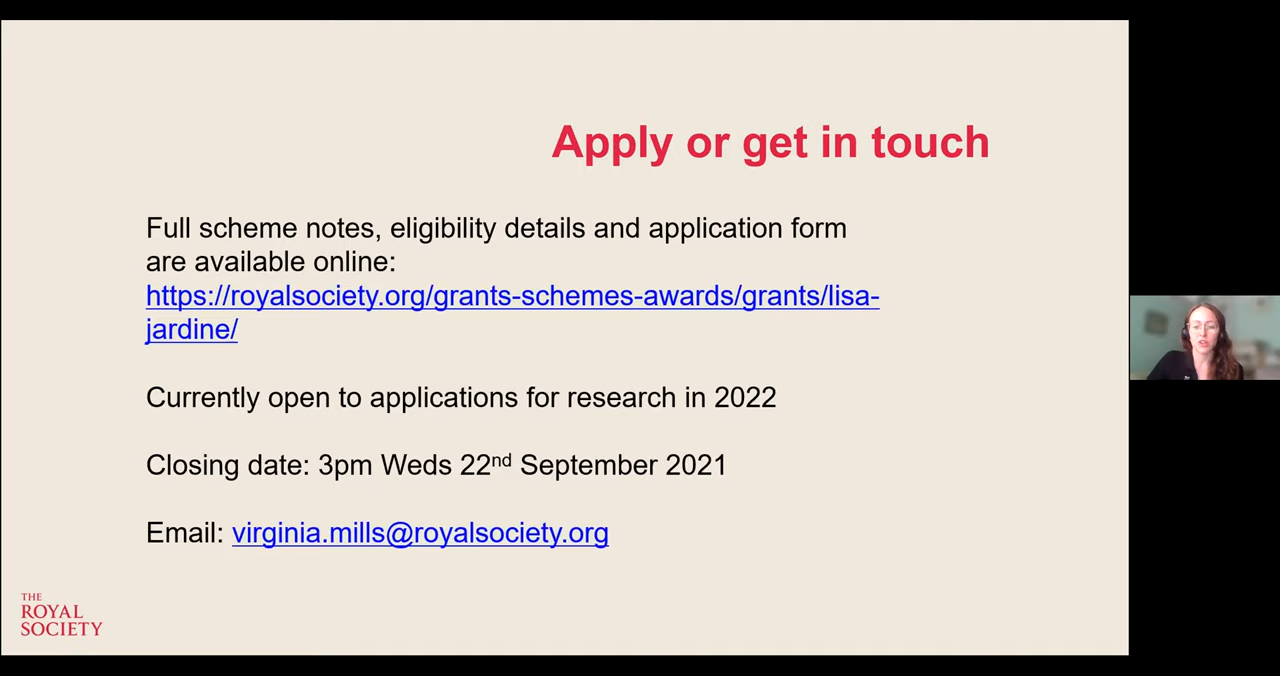 Apply or get in touch
Full scheme notes, eligibility details and application form
are available online:
https://royalsociety.org/grants-schemes-awards/grants/lisa-
jardine/
Currently open to applications for research in 2022
Closing date: 3pm Weds 22nd September 2021
Email: virginia.mills@royalsociety.org
THE
ROYAL
SOCIETY